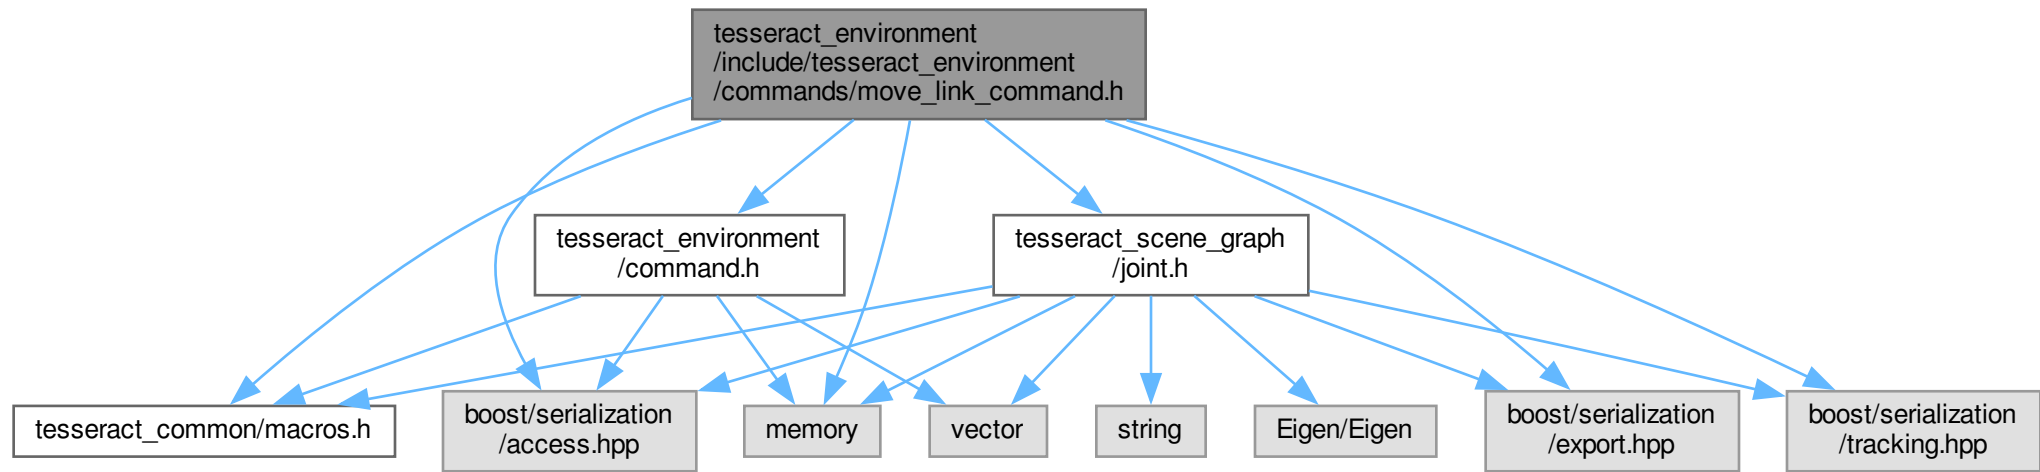 tesseract_environment
/include/tesseract_environment
/commands/move_link_command.h
tesseract_environment
/command.h
tesseract_scene_graph
/joint.h
tesseract_common/macros.h
boost/serialization
/access.hpp
memory
vector
string
Eigen/Eigen
boost/serialization
/export.hpp
boost/serialization
/tracking.hpp